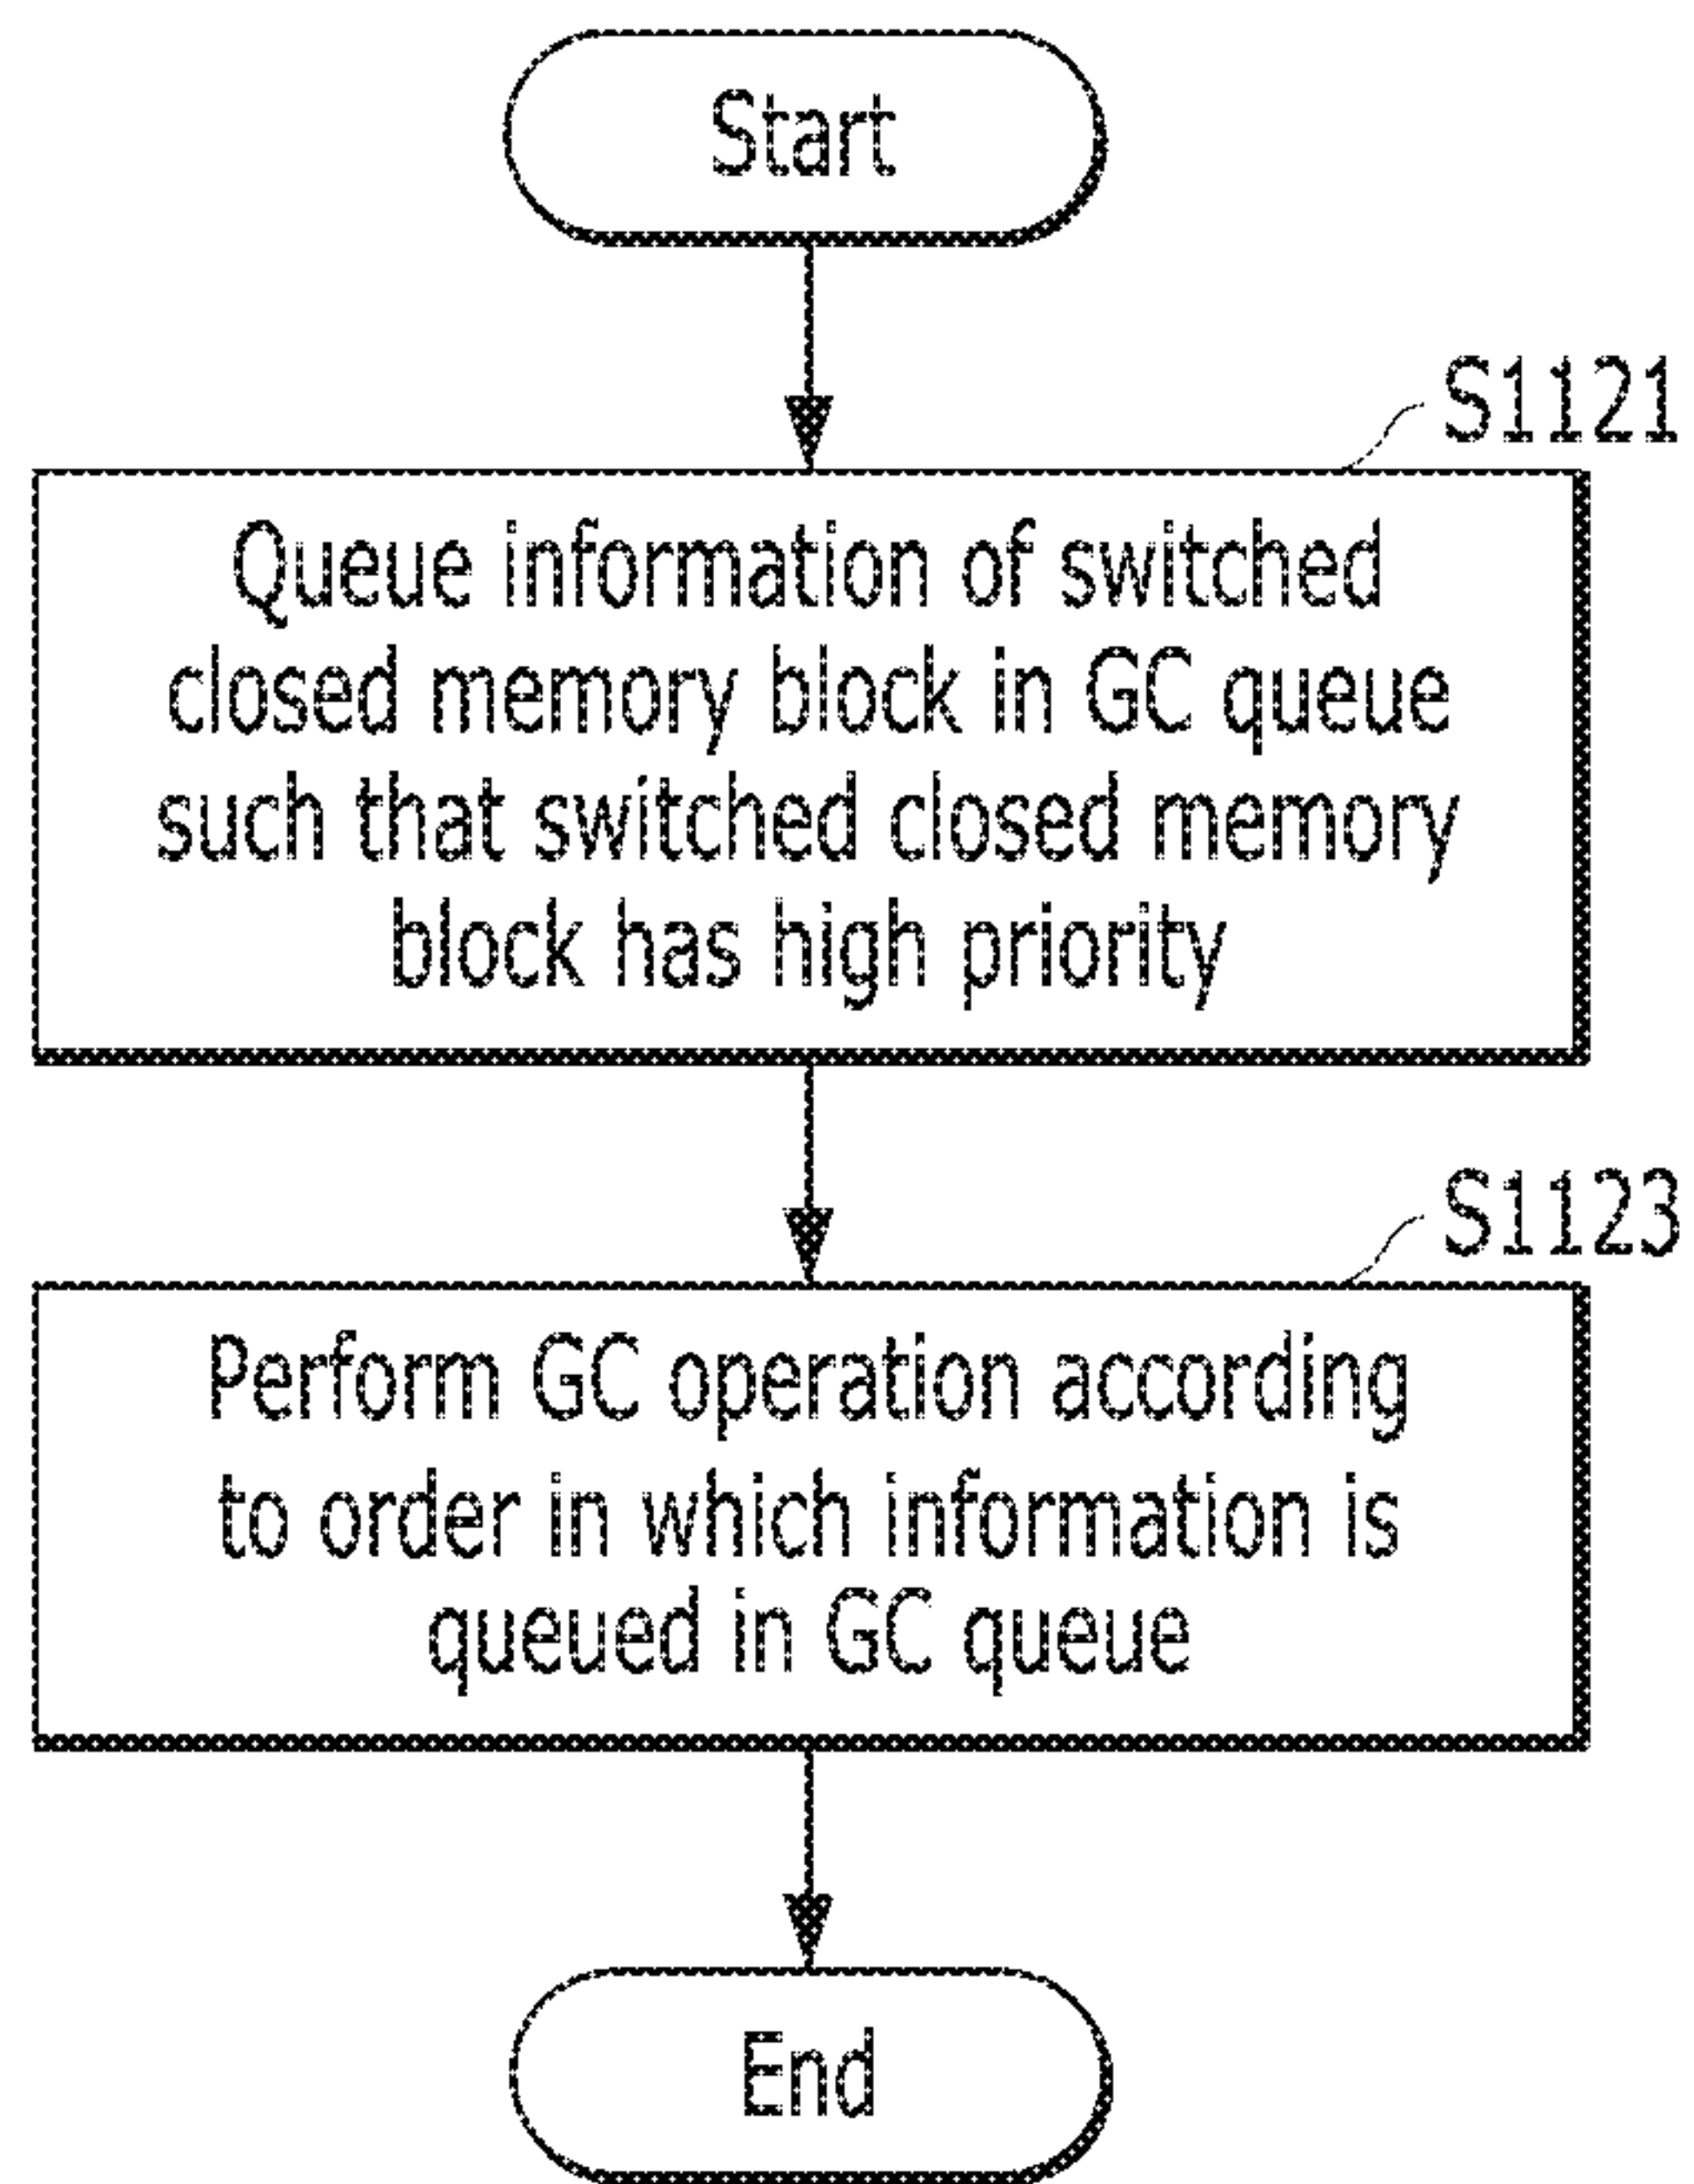 Start
S1121
Queue information of switched
closed memory block in GC queue
such that switched closed memory
block has high priority
S1123
Perform GC operation according
to order in which information is
queued in GC queue
End